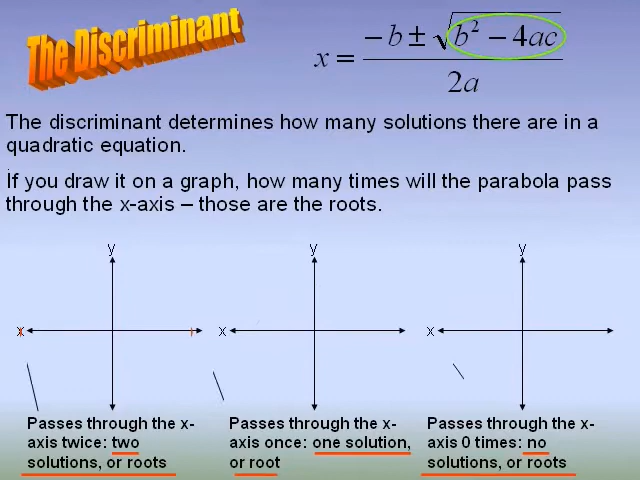 The Discriminant
x = −b ± √b² − 4ac / 2a
The discriminant determines how many solutions there are in a
quadratic equation.
If you draw it on a graph, how many times will the parabola pass
through the x-axis – those are the roots.
y y y
x x x
Passes through the x-
axis twice: two
solutions, or roots
Passes through the x-
axis once: one solution,
or root
Passes through the x-
axis 0 times: no
solutions, or roots